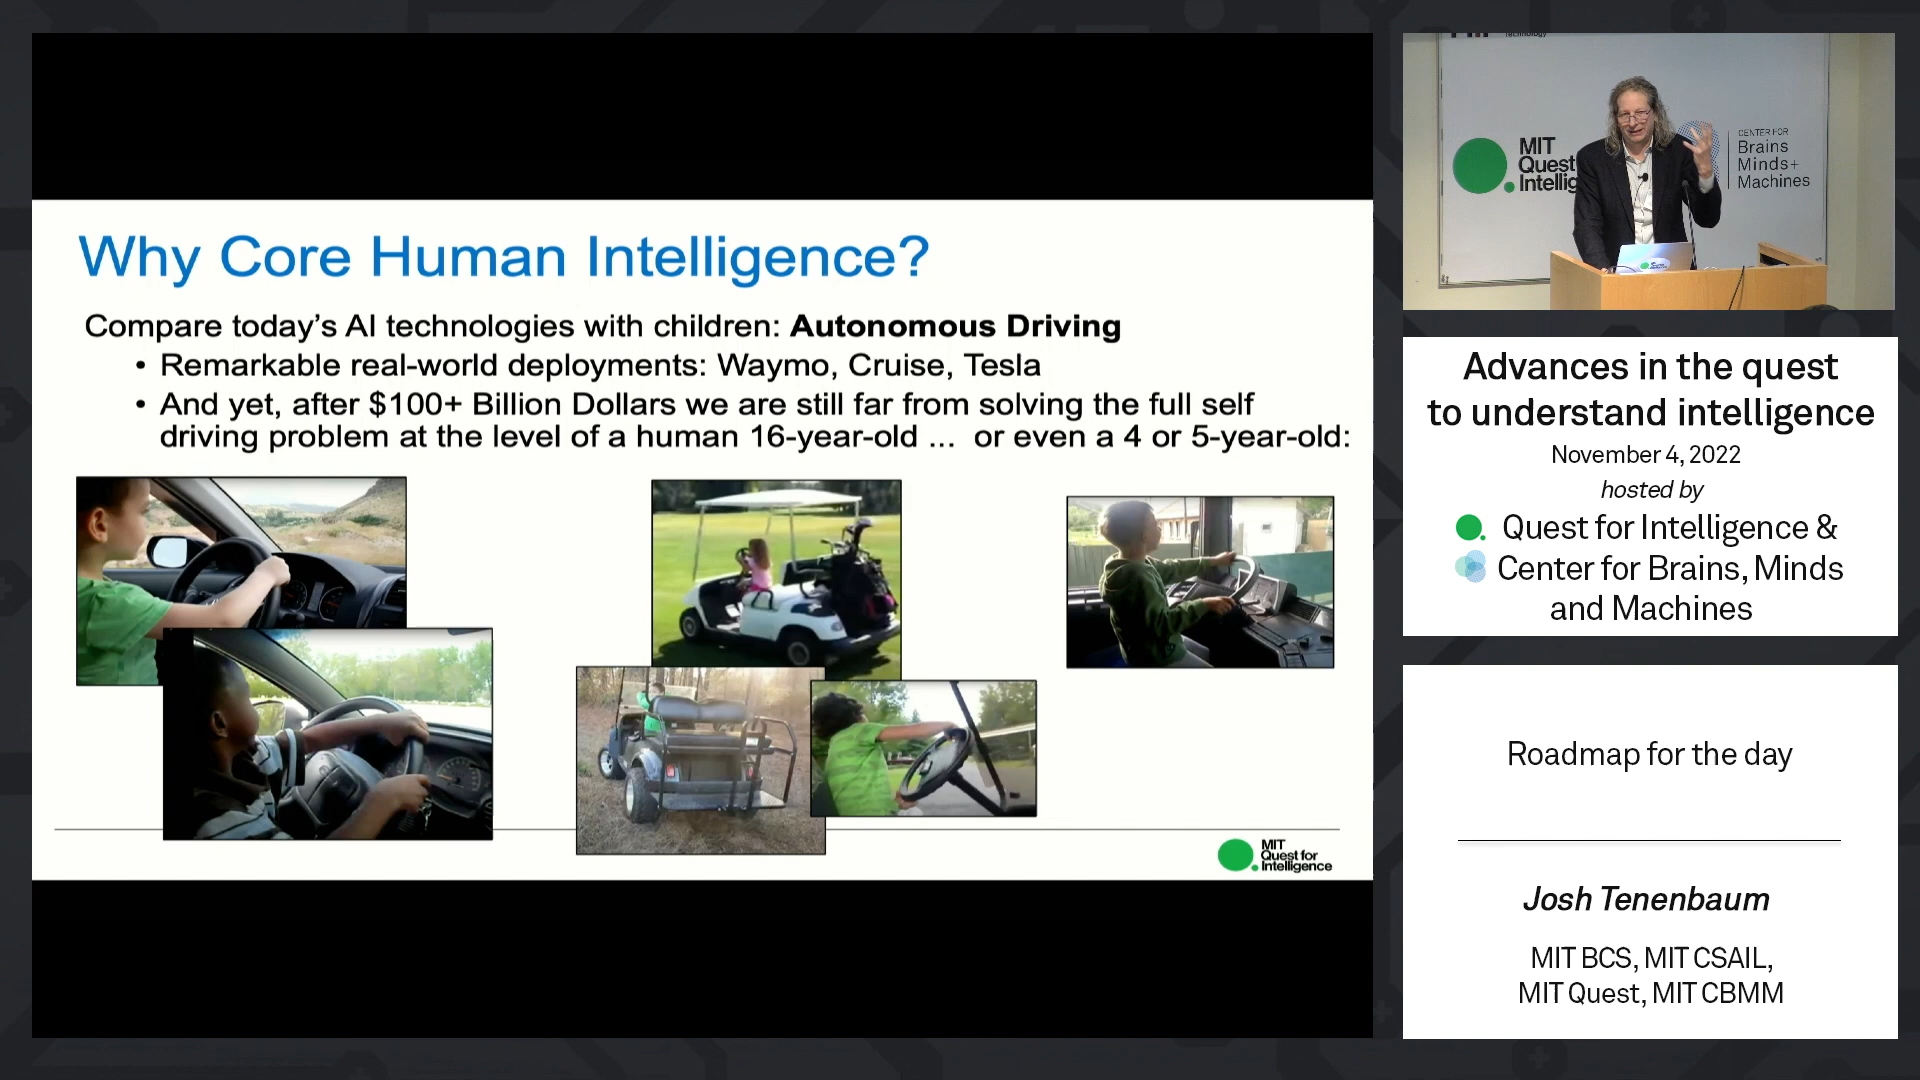 Why Core Human Intelligence?
Compare today's AI technologies with children: Autonomous Driving
• Remarkable real-world deployments: Waymo, Cruise, Tesla
• And yet, after $100+ Billion Dollars we are still far from solving the full self
driving problem at the level of a human 16-year-old ... or even a 4 or 5-year-old:
MIT
Quest for
Intelligence
Technology
MIT
Quest
Intellig
CENTER FOR
Brains
Minds+
Machines
Advances in the quest
to understand intelligence
November 4, 2022
hosted by
Quest for Intelligence &
Center for Brains, Minds
and Machines
Roadmap for the day
Josh Tenenbaum
MIT BCS, MIT CSAIL,
MIT Quest, MIT CBMM